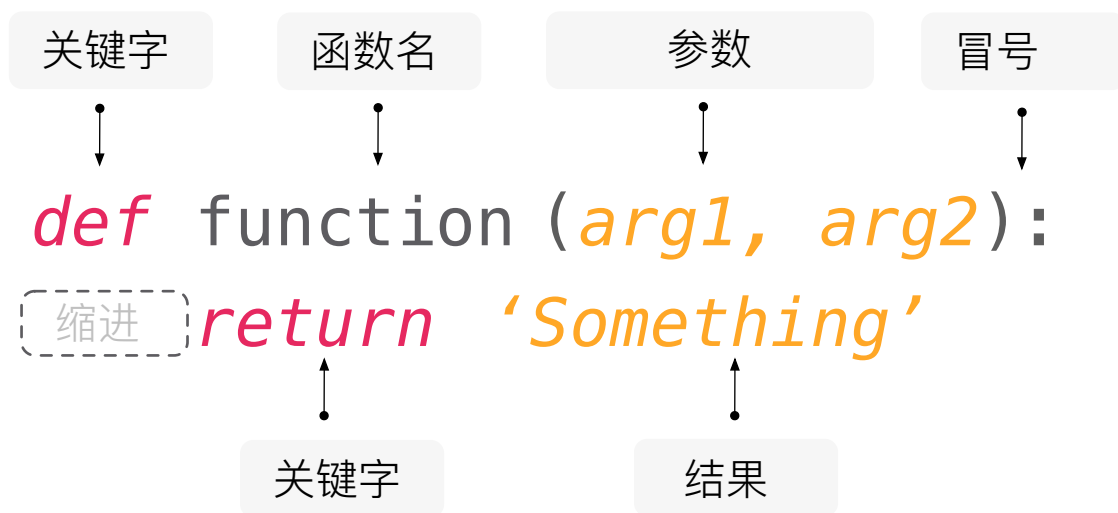 关键字 函数名 参数 冒号
def function (arg1, arg2):
缩进 return ‘Something’
关键字 结果